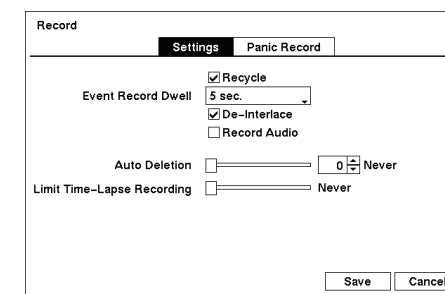 Record
Settings Panic Record
Recycle
Event Record Dwell 5 sec.
De-Interlace
Record Audio
Auto Deletion 0 Never
Limit Time-Lapse Recording Never
Save Cancel